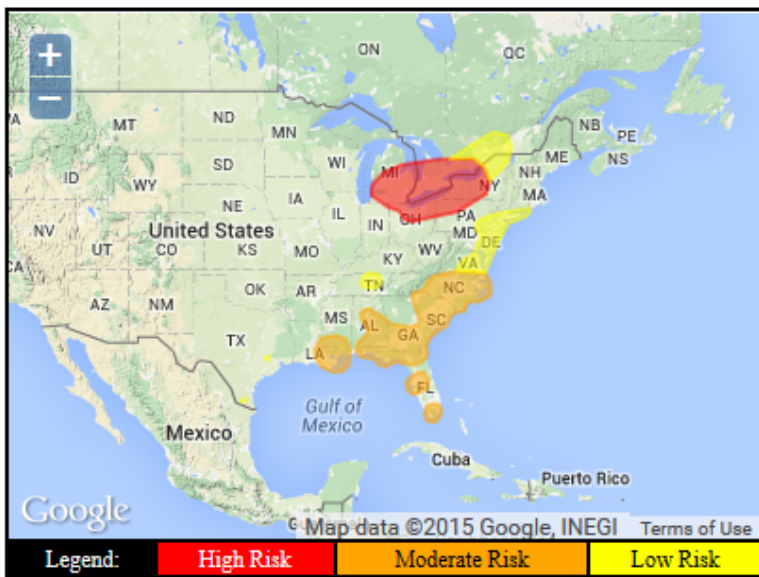 +
−
ON
QC
WA
ND
MT
MN
NB
PE
WI
MI
ME
NS
SD
ID
WY
NH
NY
MA
IA
NE
OH
PA
IL
IN
NV
United States
MD
DE
UT
CO
KS
MO
WV
VA
KY
CA
OK
TN
NC
AR
AZ
NM
MS
AL
SC
GA
TX
LA
FL
Gulf of
Mexico
Mexico
Cuba
Puerto Rico
Google
Map data ©2015 Google, INEGI Terms of Use
Legend: High Risk Moderate Risk Low Risk